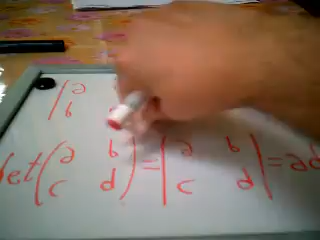 |a
b
a b a b
det( )=| |=ad
c d c d